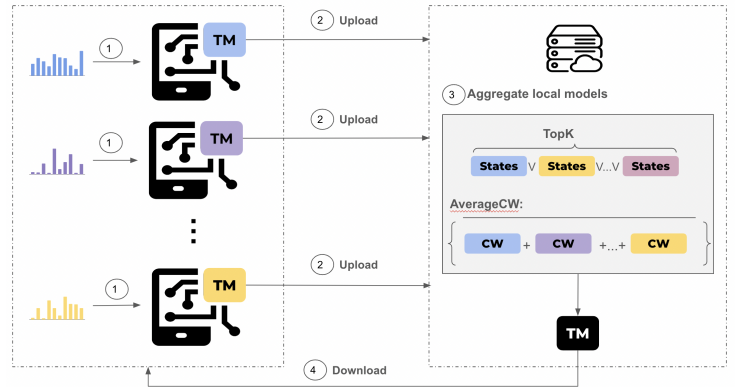 1
TM
2 Upload
3 Aggregate local models
TopK
States V States V...V States
AverageCW:
CW + CW +...+ CW
1
TM
2 Upload
1
TM
2 Upload
TM
4 Download